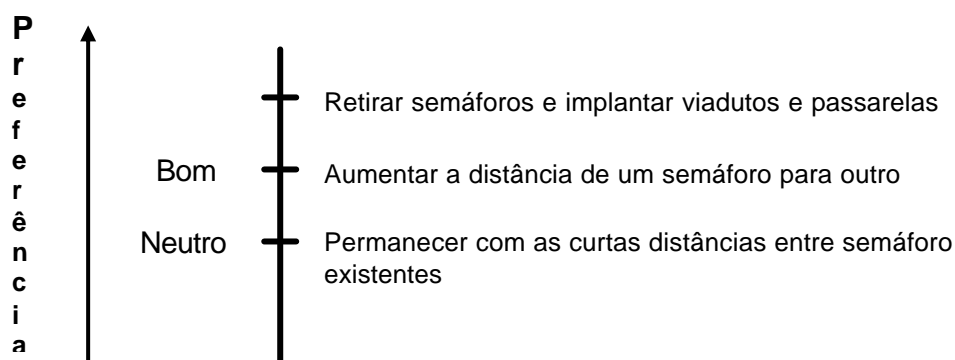 Preferência
Retirar semáforos e implantar viadutos e passarelas
Bom
Aumentar a distância de um semáforo para outro
Neutro
Permanecer com as curtas distâncias entre semáforo
existentes